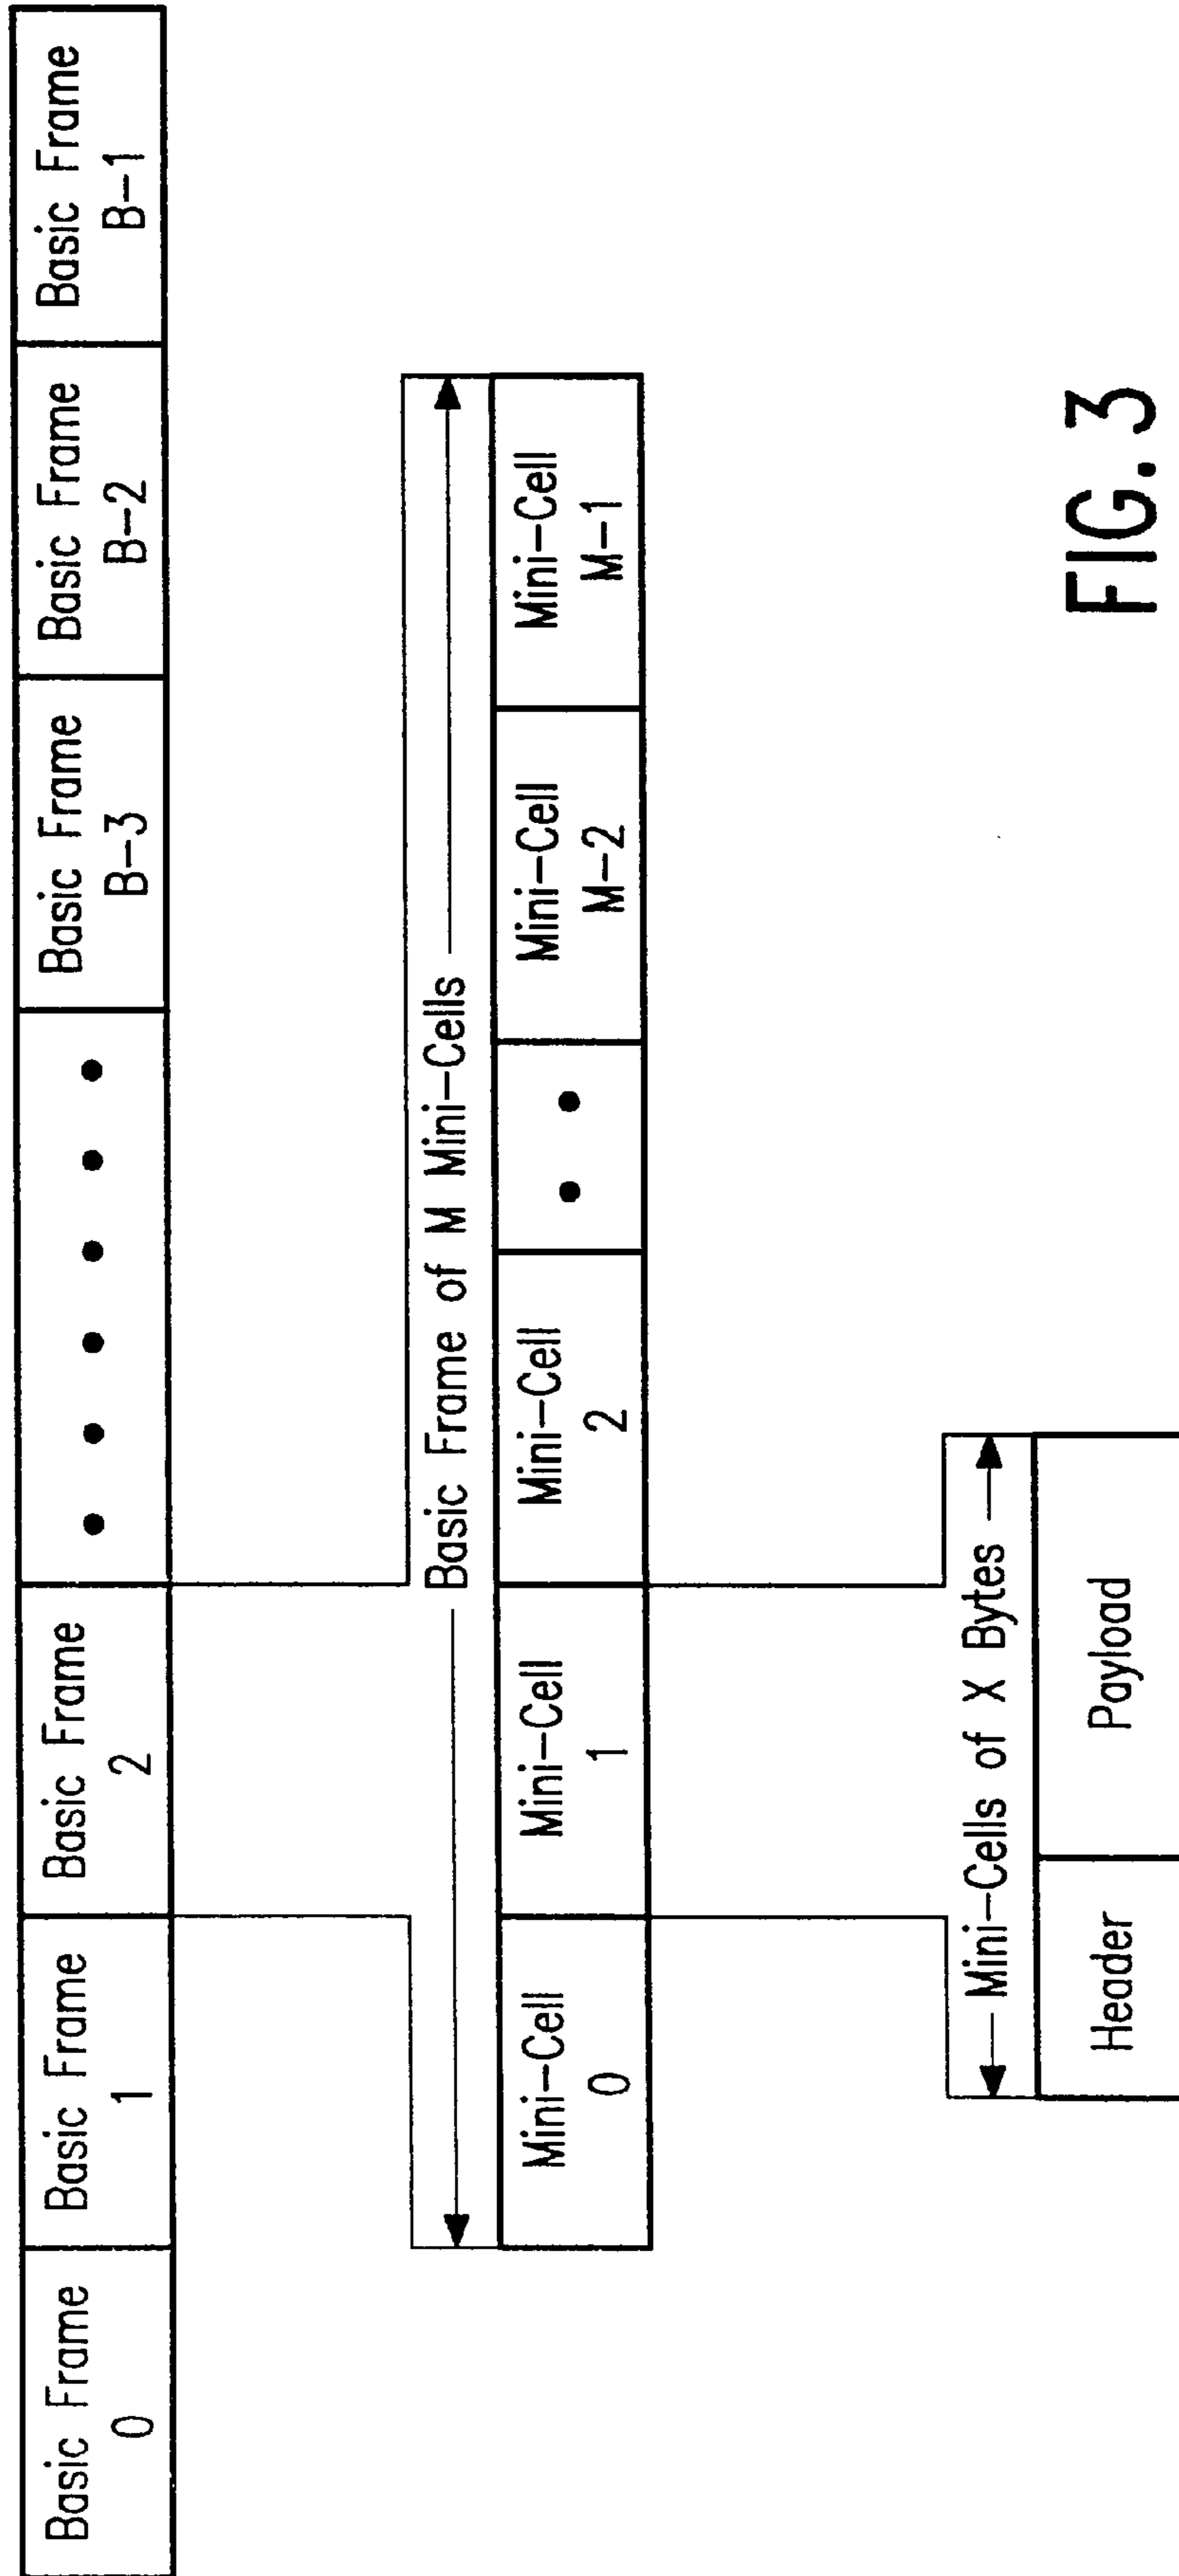 Basic Frame
0
Basic Frame
1
Basic Frame
2
Basic Frame
B-3
Basic Frame
B-2
Basic Frame
B-1
Basic Frame of M Mini-Cells
Mini-Cell
0
Mini-Cell
1
Mini-Cell
2
Mini-Cell
M-2
Mini-Cell
M-1
Mini-Cells of X Bytes
Header
Payload
FIG. 3